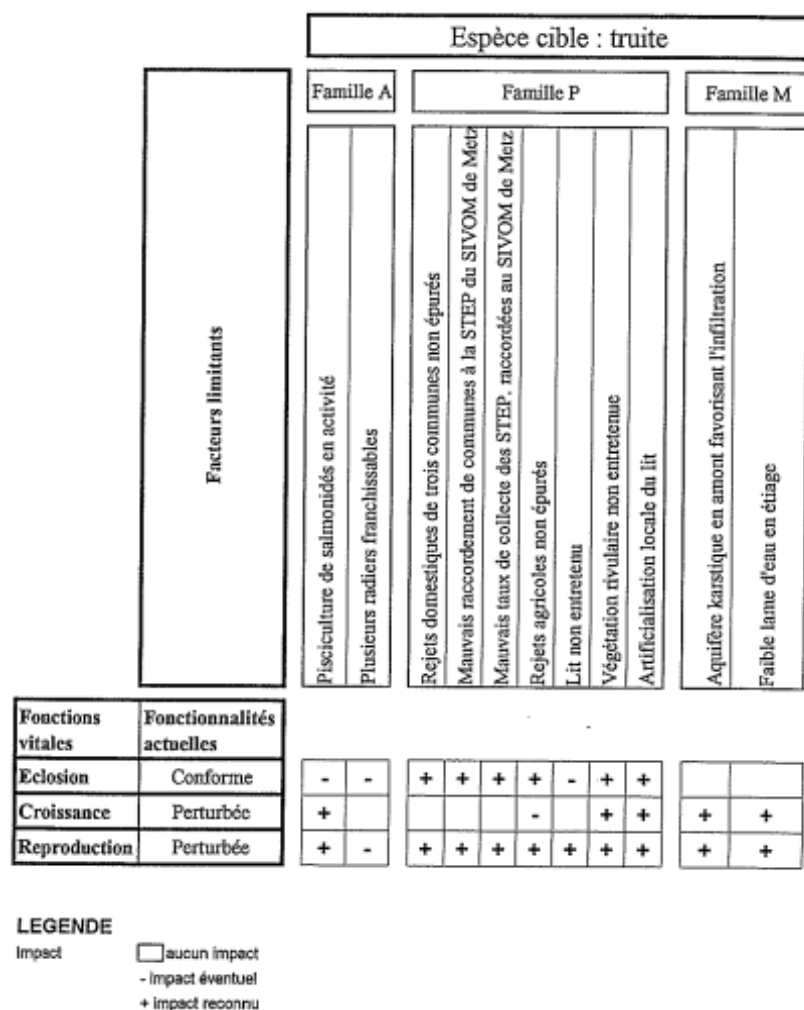 Espèce cible : truite
Famille A
Famille P
Famille M
Facteurs limitants
Pisciculture de salmonidés en activité
Plusieurs radiers franchissables
Rejets domestiques de trois communes non épurés
Mauvais raccordement de communes à la STEP du SIVOM de Metz
Mauvais taux de collecte des STEP. raccordées au SIVOM de Metz
Rejets agricoles non épurés
Lit non entretenu
Végétation rivulaire non entretenue
Artificialisation locale du lit
Aquifère karstique en amont favorisant l'infiltration
Faible lame d'eau en étiage
Fonctions vitales
Fonctionnalités actuelles
Eclosion Conforme - - + + + + - + +
Croissance Perturbée + - + + + +
Reproduction Perturbée + - + + + + + + + + +
LEGENDE
Impact aucun impact
- impact éventuel
+ impact reconnu